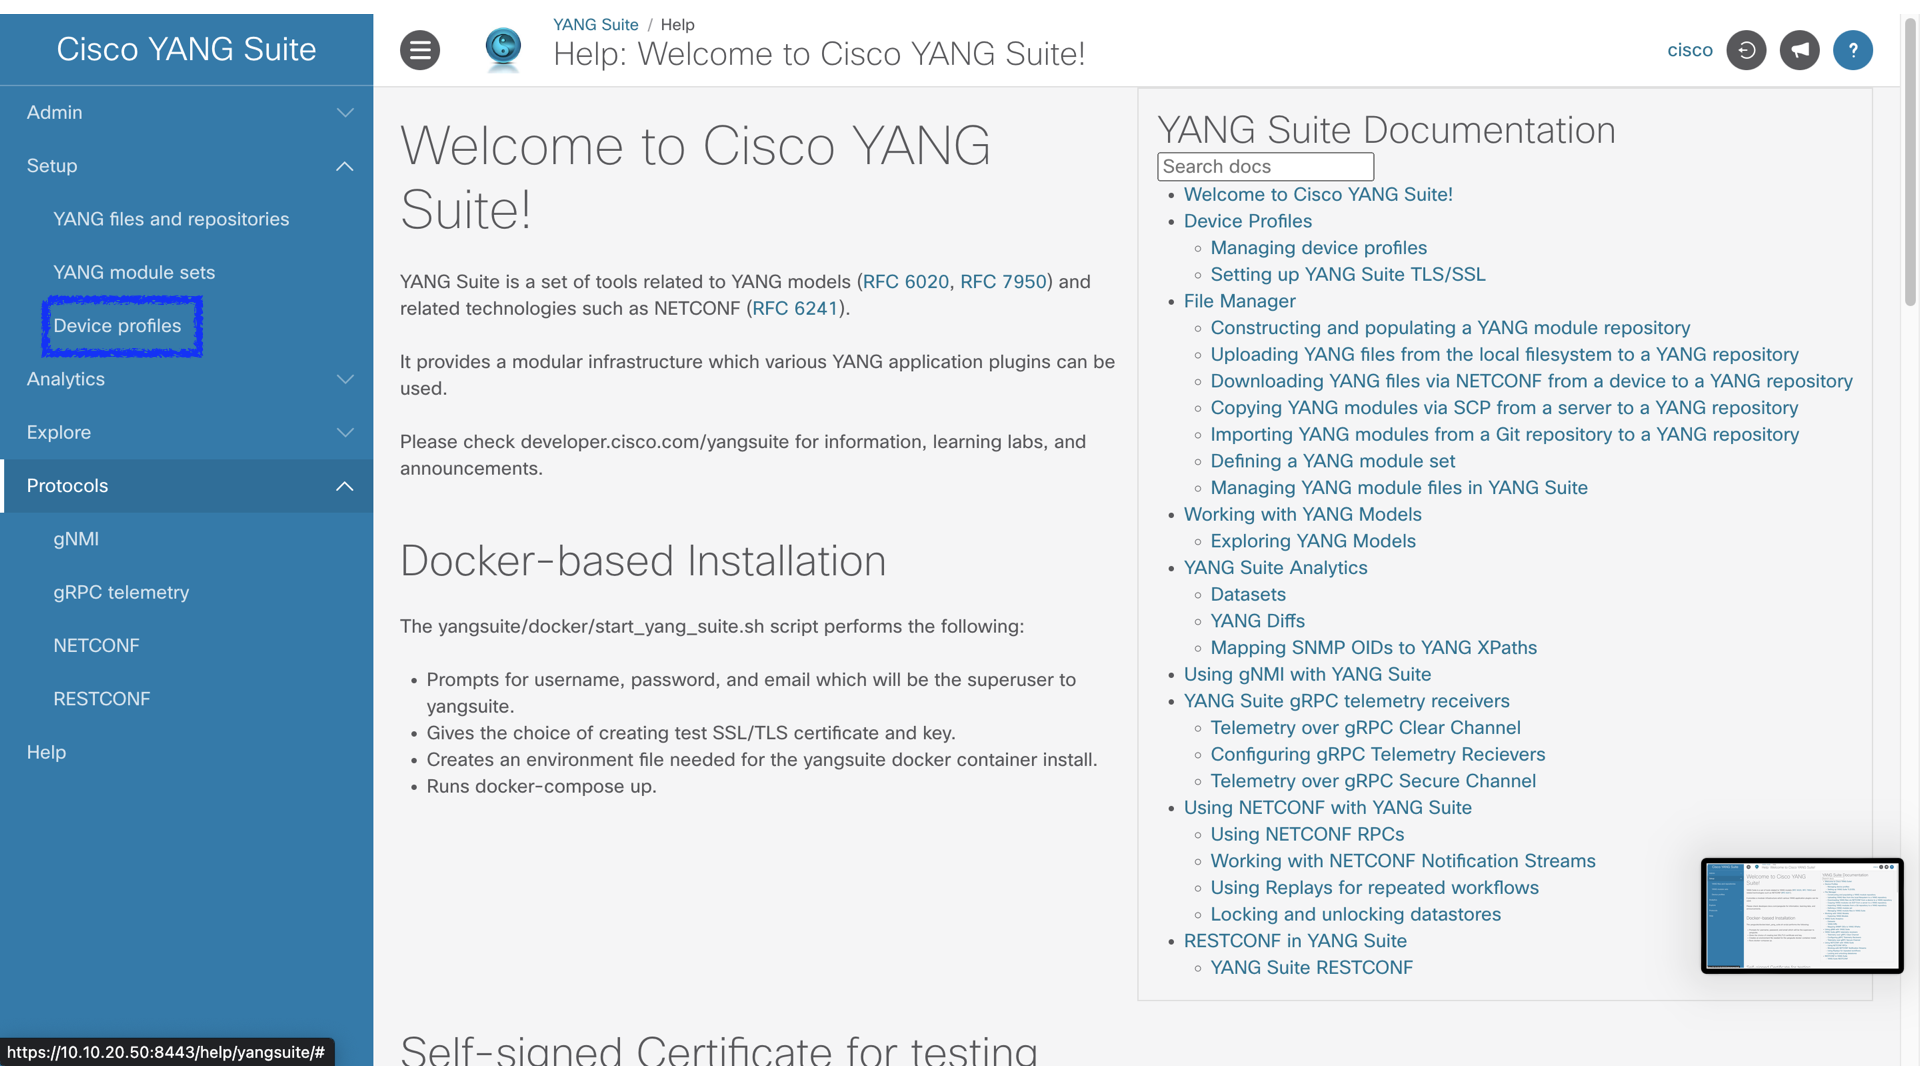 Cisco YANG Suite
Admin
Setup
YANG files and repositories
YANG module sets
Device profiles
Analytics
Explore
Protocols
gNMI
gRPC telemetry
NETCONF
RESTCONF
Help
https://10.10.20.50:8443/help/yangsuite/#
YANG Suite / Help
Help: Welcome to Cisco YANG Suite!
cisco
?
Welcome to Cisco YANG
Suite!
YANG Suite is a set of tools related to YANG models (RFC 6020, RFC 7950) and
related technologies such as NETCONF (RFC 6241).
It provides a modular infrastructure which various YANG application plugins can be
used.
Please check developer.cisco.com/yangsuite for information, learning labs, and
announcements.
Docker-based Installation
The yangsuite/docker/start_yang_suite.sh script performs the following:
• Prompts for username, password, and email which will be the superuser to
yangsuite.
• Gives the choice of creating test SSL/TLS certificate and key.
• Creates an environment file needed for the yangsuite docker container install.
• Runs docker-compose up.
Self-signed Certificate for testing
YANG Suite Documentation
Search docs
• Welcome to Cisco YANG Suite!
• Device Profiles
◦ Managing device profiles
◦ Setting up YANG Suite TLS/SSL
• File Manager
◦ Constructing and populating a YANG module repository
◦ Uploading YANG files from the local filesystem to a YANG repository
◦ Downloading YANG files via NETCONF from a device to a YANG repository
◦ Copying YANG modules via SCP from a server to a YANG repository
◦ Importing YANG modules from a Git repository to a YANG repository
◦ Defining a YANG module set
◦ Managing YANG module files in YANG Suite
• Working with YANG Models
◦ Exploring YANG Models
• YANG Suite Analytics
◦ Datasets
◦ YANG Diffs
◦ Mapping SNMP OIDs to YANG XPaths
• Using gNMI with YANG Suite
• YANG Suite gRPC telemetry receivers
◦ Telemetry over gRPC Clear Channel
◦ Configuring gRPC Telemetry Recievers
◦ Telemetry over gRPC Secure Channel
• Using NETCONF with YANG Suite
◦ Using NETCONF RPCs
◦ Working with NETCONF Notification Streams
◦ Using Replays for repeated workflows
◦ Locking and unlocking datastores
• RESTCONF in YANG Suite
◦ YANG Suite RESTCONF